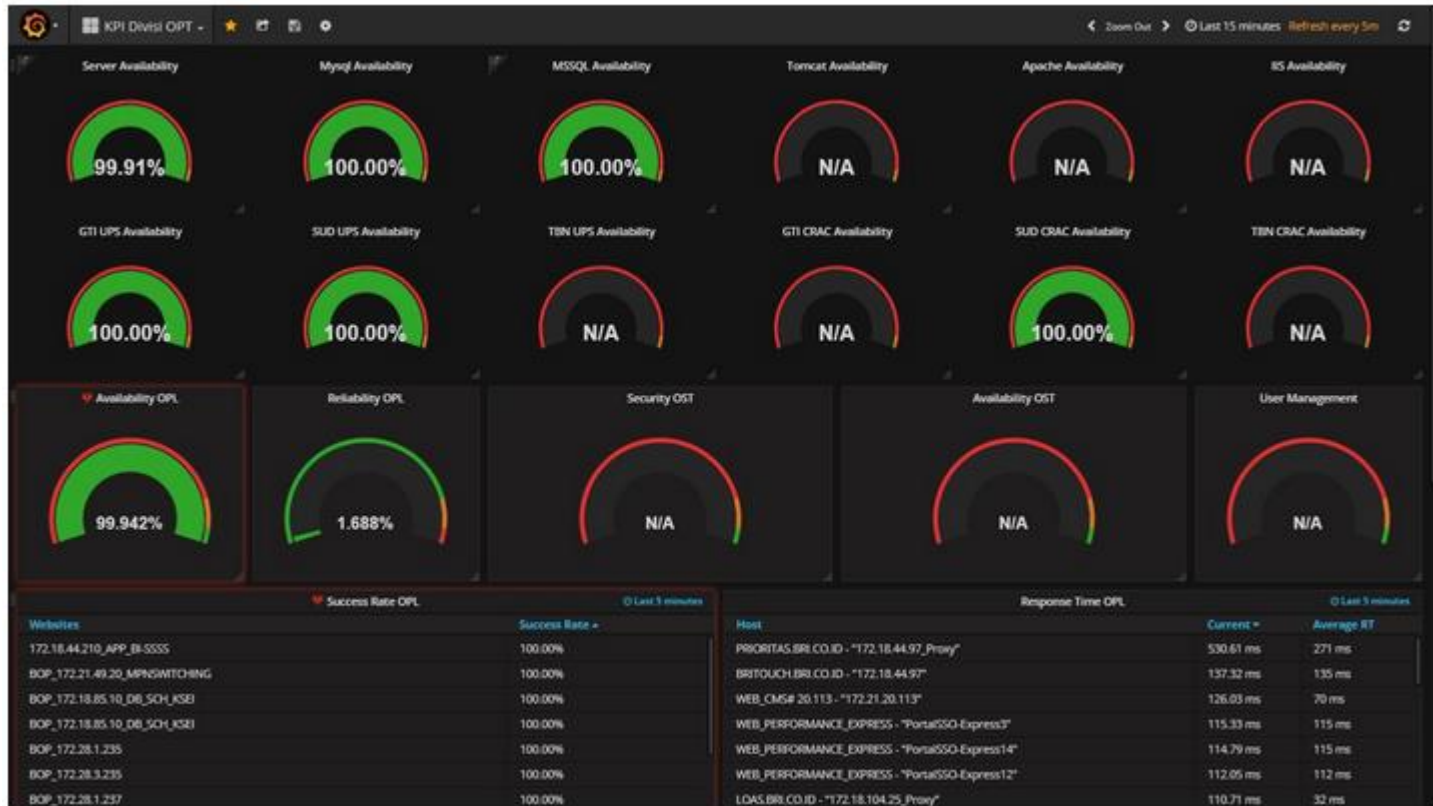 KPI Divisi OPT
Zoom Out
Last 15 minutes Refresh every 5m
Server Availability
Mysql Availability
MSSQL Availability
Tomcat Availability
Apache Availability
IIS Availability
99.91%
100.00%
100.00%
N/A
N/A
N/A
GTI UPS Availability
SUD UPS Availability
TBN UPS Availability
GTI CRAC Availability
SUD CRAC Availability
TBN CRAC Availability
100.00%
100.00%
N/A
N/A
100.00%
N/A
Availability OPL
Reliability OPL
Security OST
Availability OST
User Management
99.942%
1.688%
N/A
N/A
N/A
Success Rate OPL
Last 5 minutes
Websites Success Rate
172.18.44.210_APP_BI-SSSS 100.00%
BOP_172.21.49.20_MPNSWITCHING 100.00%
BOP_172.18.85.10_DB_SCH_KSEI 100.00%
BOP_172.18.85.10_DB_SCH_KSEI 100.00%
BOP_172.28.1.235 100.00%
BOP_172.28.3.235 100.00%
BOP_172.28.1.237 100.00%
Response Time OPL
Last 5 minutes
Host Current Average RT
PRIORITAS.BRI.CO.ID - "172.18.44.97_Proxy" 530.61 ms 271 ms
BRITOUCH.BRI.CO.ID - "172.18.44.97" 137.32 ms 135 ms
WEB_CMS# 20.113 - "172.21.20.113" 126.03 ms 70 ms
WEB_PERFORMANCE_EXPRESS - "PortalSSO-Express3" 115.33 ms 115 ms
WEB_PERFORMANCE_EXPRESS - "PortalSSO-Express14" 114.79 ms 115 ms
WEB_PERFORMANCE_EXPRESS - "PortalSSO-Express12" 112.05 ms 112 ms
LOAS.BRI.CO.ID - "172.18.104.25_Proxy" 110.71 ms 32 ms